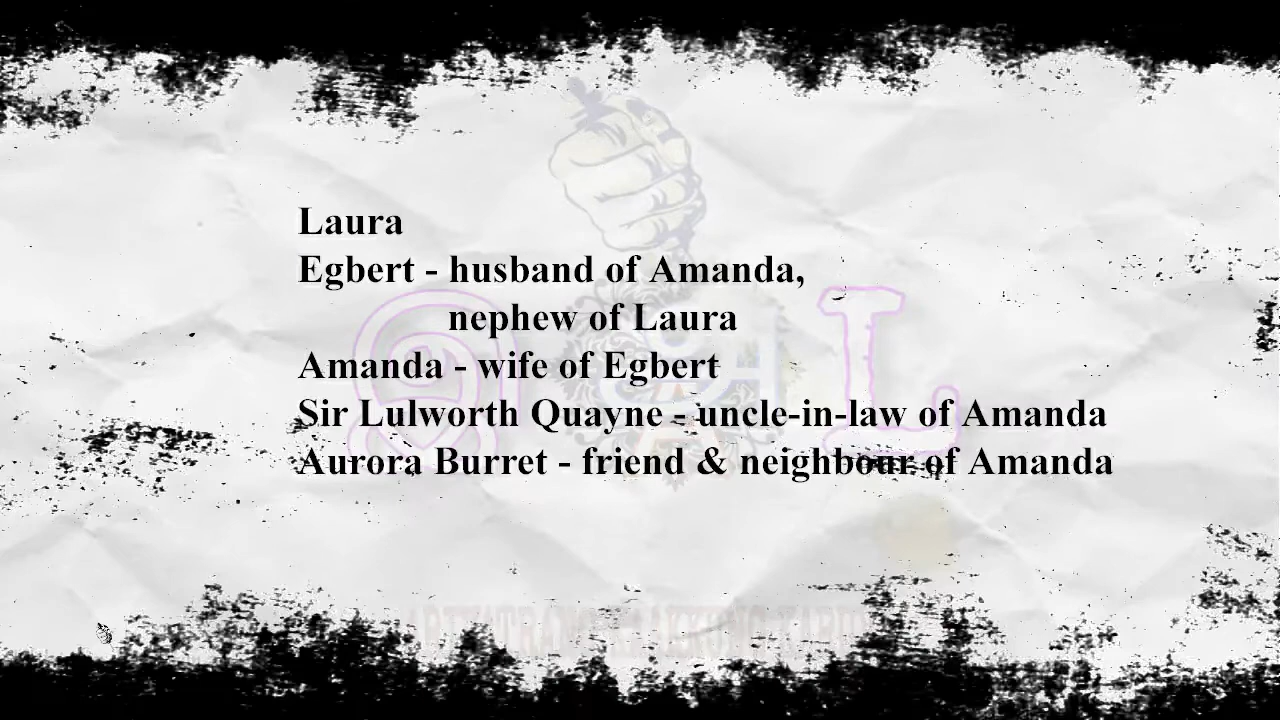 Laura
Egbert - husband of Amanda,
nephew of Laura
Amanda - wife of Egbert
Sir Lulworth Quayne - uncle-in-law of Amanda
Aurora Burret - friend & neighbour of Amanda